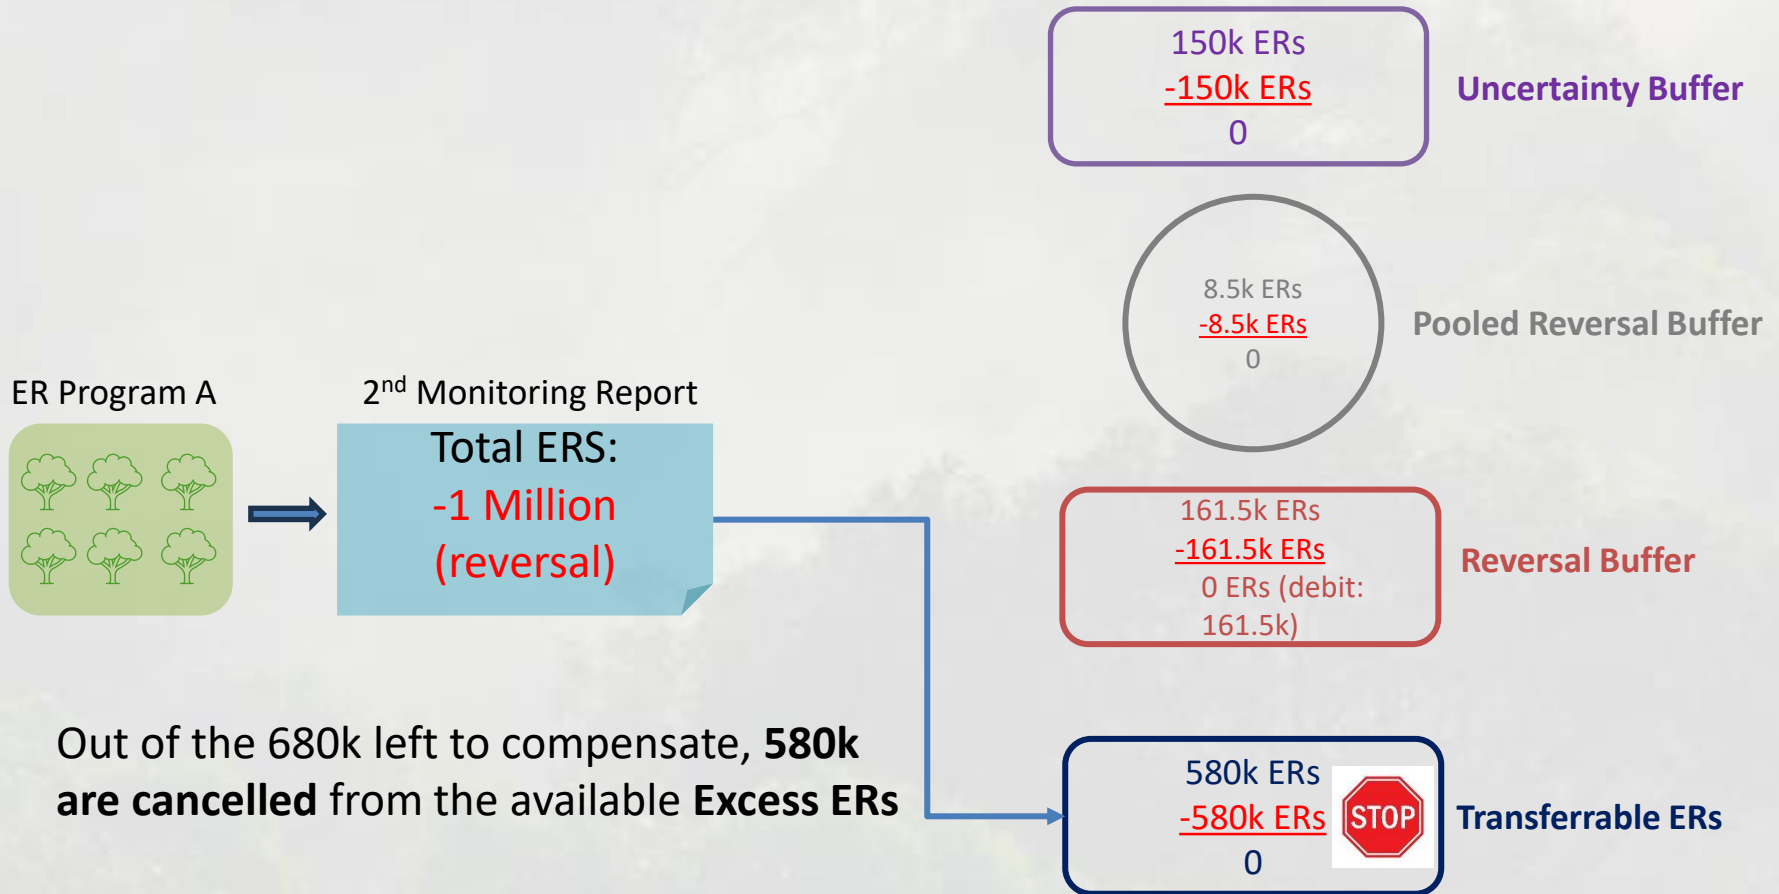 150k ERs
-150k ERs
0
Uncertainty Buffer
8.5k ERs
-8.5k ERs
0
Pooled Reversal Buffer
ER Program A
2nd Monitoring Report
Total ERS:
-1 Million
(reversal)
161.5k ERs
-161.5k ERs
0 ERs (debit:
161.5k)
Reversal Buffer
Out of the 680k left to compensate, 580k
are cancelled from the available Excess ERs
580k ERs
-580k ERs
0
STOP
Transferrable ERs